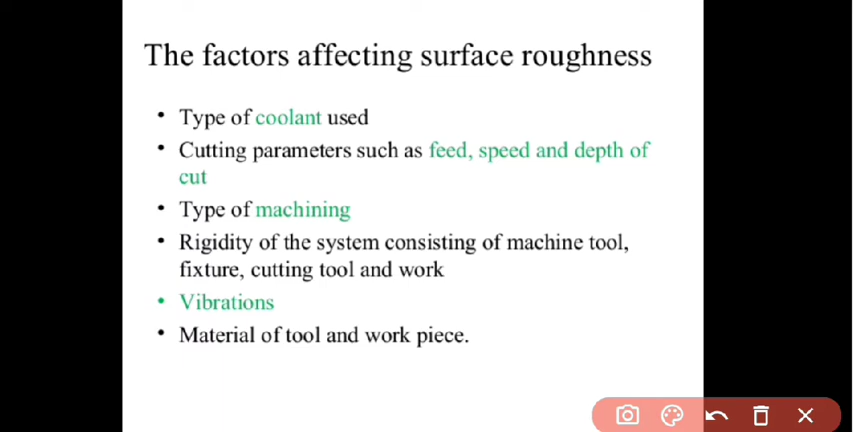 The factors affecting surface roughness
• Type of coolant used
• Cutting parameters such as feed, speed and depth of
cut
• Type of machining
• Rigidity of the system consisting of machine tool,
fixture, cutting tool and work
• Vibrations
• Material of tool and work piece.